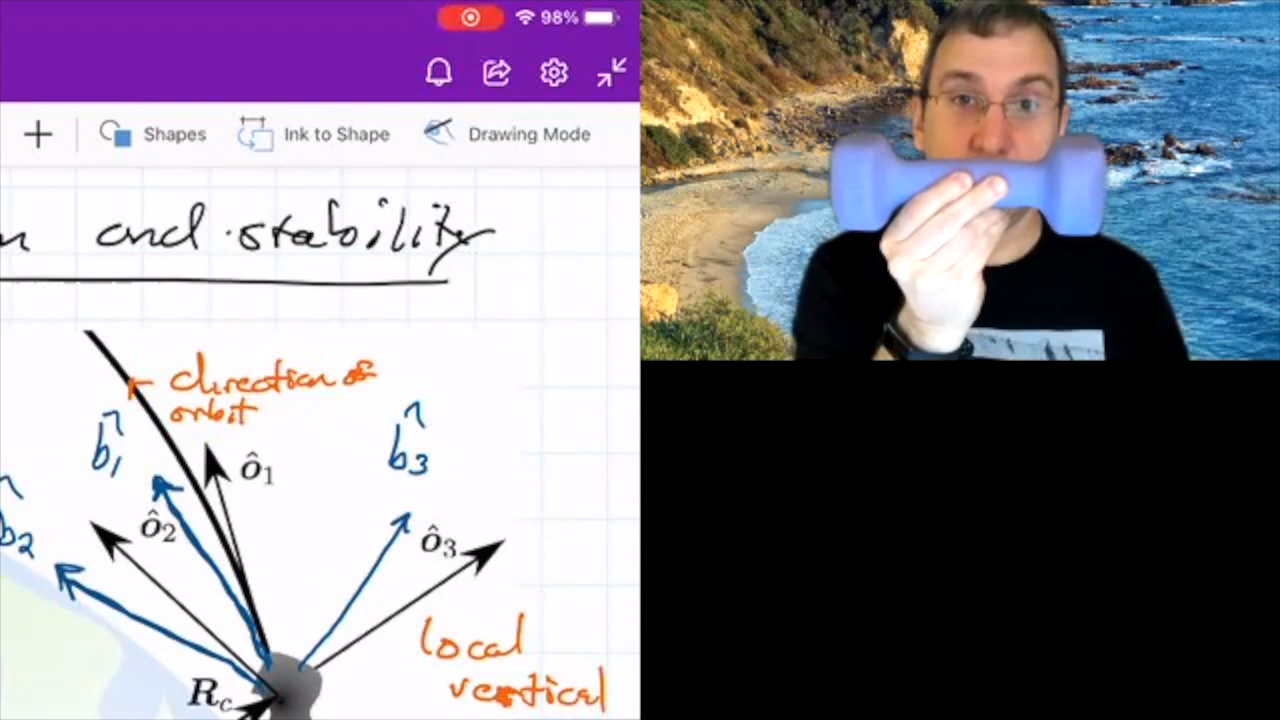 98%
Shapes Ink to Shape Drawing Mode
and stability
direction of
orbit
b̂1
ô1
b̂3
ô2
ô3
b2
local
vertical
Rc